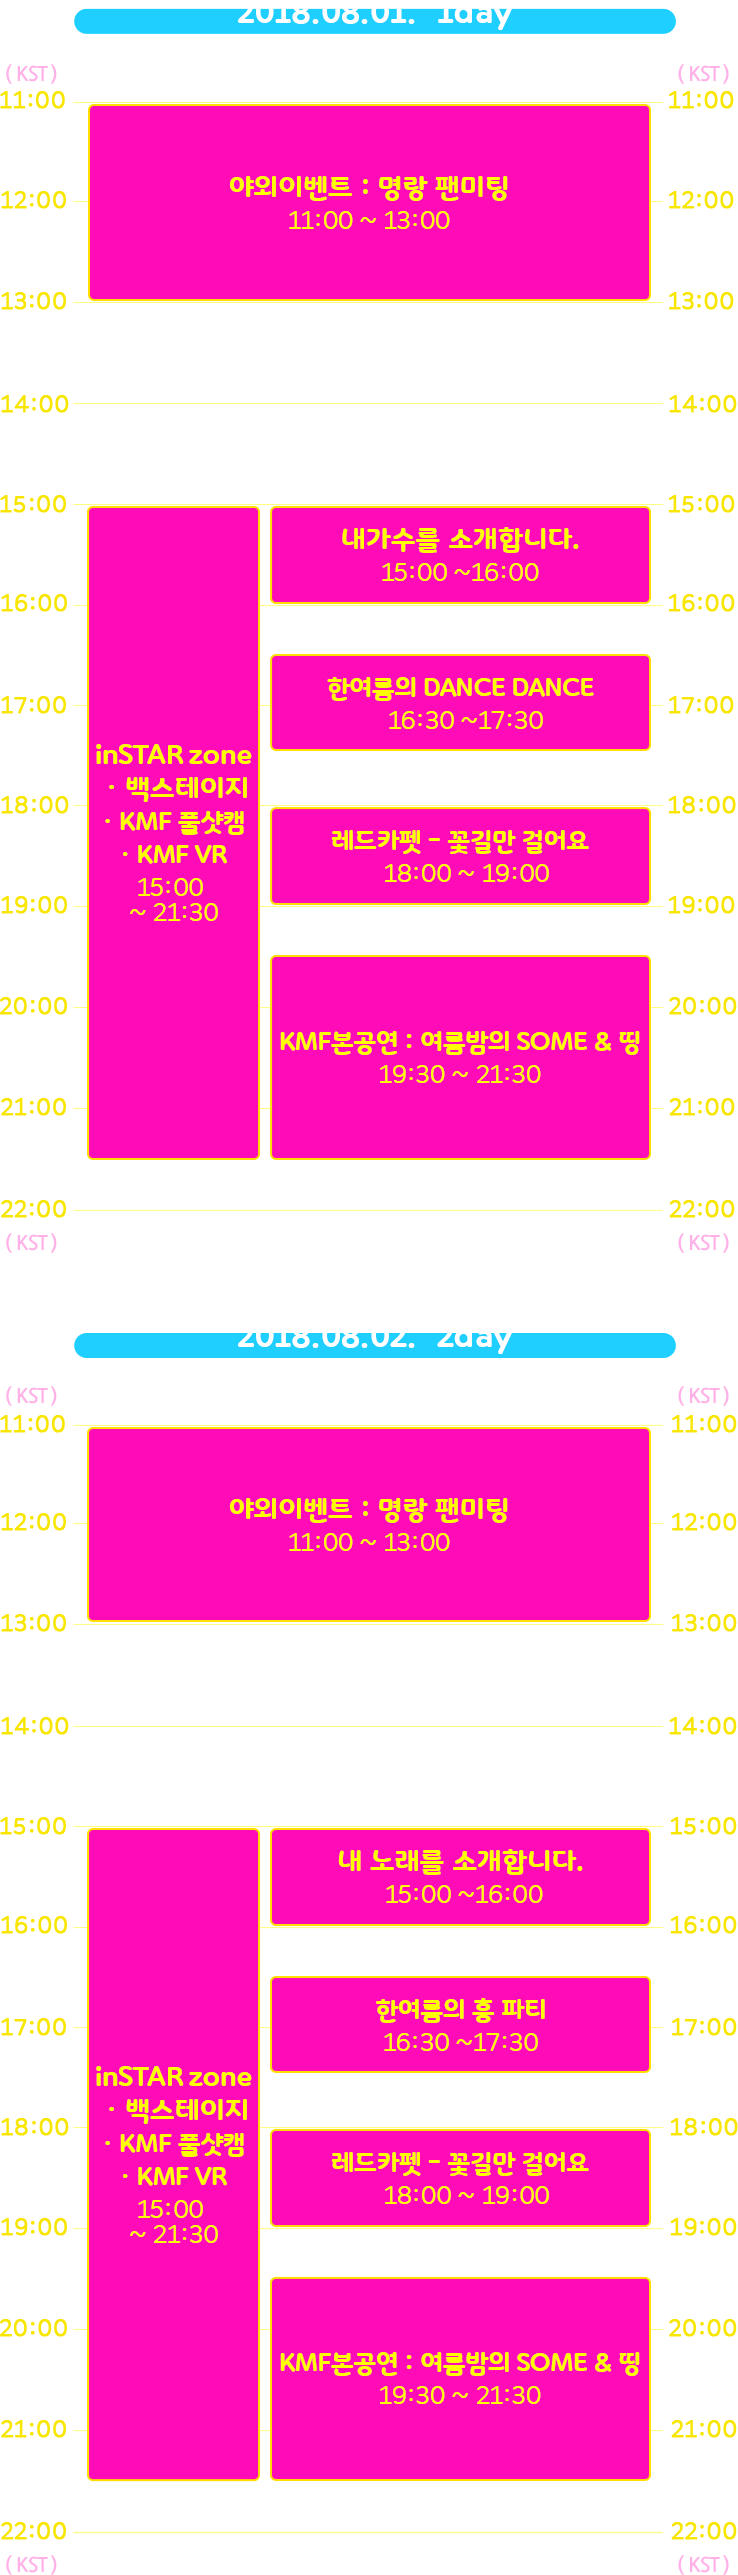 2018.08.01. 1day
(KST) (KST)
11:00 11:00
야외이벤트 : 명랑 팬미팅
12:00 12:00
11:00 ~ 13:00
13:00 13:00
14:00 14:00
15:00 15:00
내가수를 소개합니다.
15:00 ~16:00
16:00 16:00
한여름의 DANCE DANCE
17:00 17:00
16:30 ~17:30
inSTAR zone
· 백스테이지
18:00 18:00
· KMF 풀샷캠
· KMF VR
15:00
~ 21:30
레드카펫 - 꽃길만 걸어요
18:00 ~ 19:00
19:00 19:00
20:00 20:00
KMF본공연 : 여름밤의 SOME & 띵
19:30 ~ 21:30
21:00 21:00
22:00 22:00
(KST) (KST)
2018.08.02. 2day
(KST) (KST)
11:00 11:00
야외이벤트 : 명랑 팬미팅
12:00 12:00
11:00 ~ 13:00
13:00 13:00
14:00 14:00
15:00 15:00
내 노래를 소개합니다.
15:00 ~16:00
16:00 16:00
한여름의 흥 파티
17:00 17:00
16:30 ~17:30
inSTAR zone
· 백스테이지
18:00 18:00
· KMF 풀샷캠
· KMF VR
15:00
~ 21:30
레드카펫 - 꽃길만 걸어요
18:00 ~ 19:00
19:00 19:00
20:00 20:00
KMF본공연 : 여름밤의 SOME & 띵
19:30 ~ 21:30
21:00 21:00
22:00 22:00
(KST) (KST)